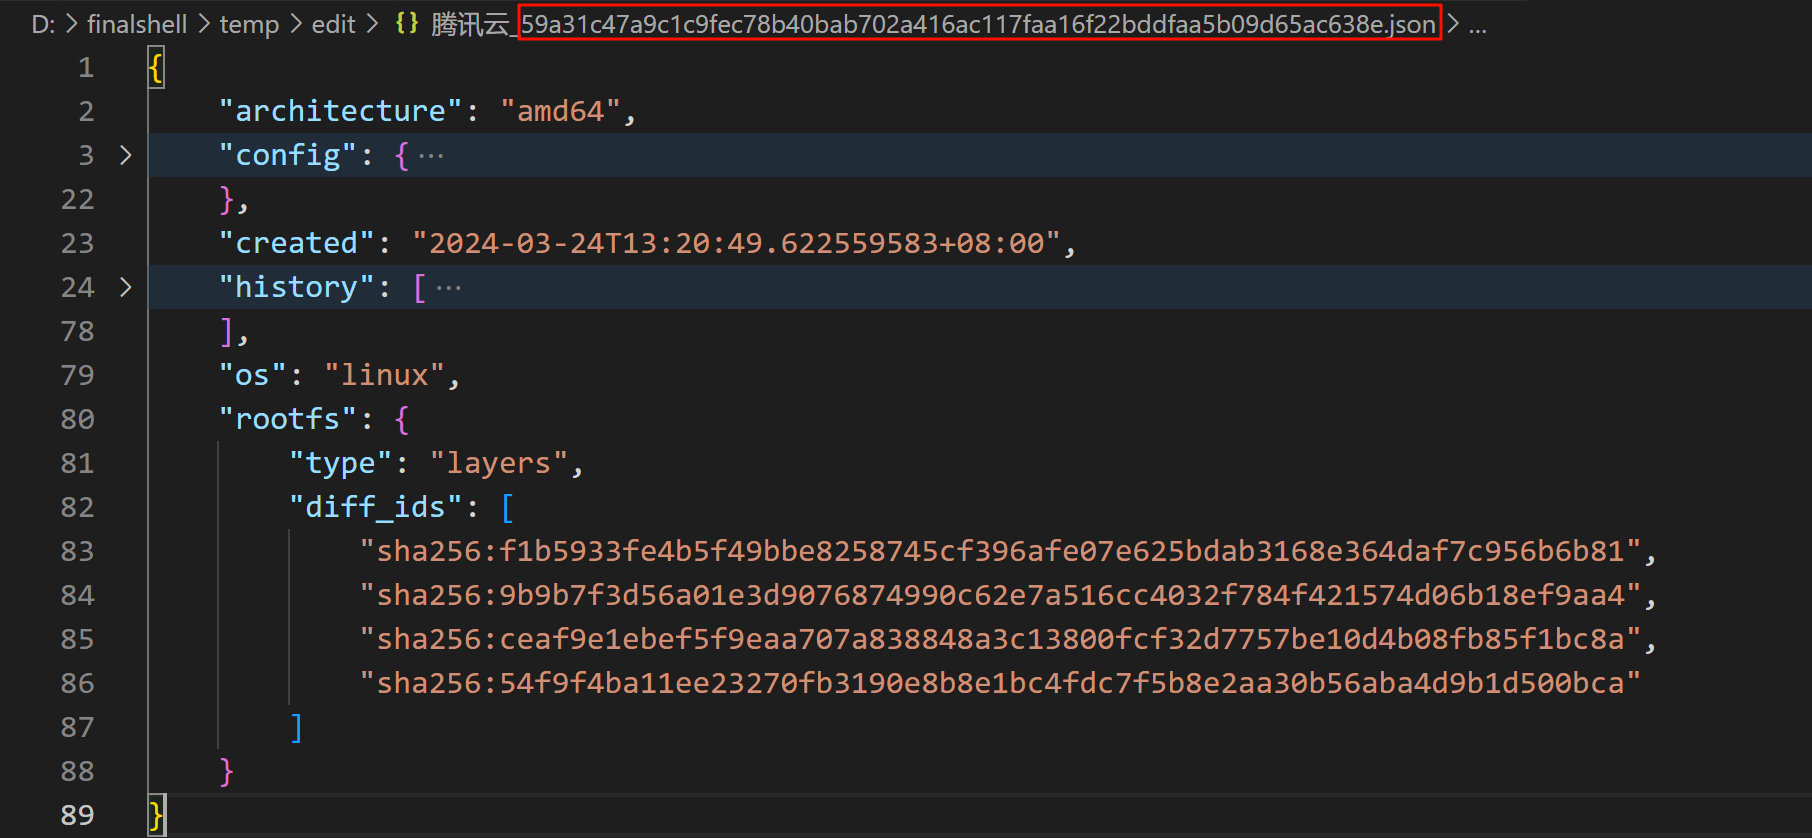 D: > finalshell > temp > edit > {} 腾讯云_59a31c47a9c1c9fec78b40bab702a416ac117faa16f22bddfaa5b09d65ac638e.json > ...
1 {
2 "architecture": "amd64",
3 > "config": { ···
22 },
23 "created": "2024-03-24T13:20:49.622559583+08:00",
24 > "history": [ ···
78 ],
79 "os": "linux",
80 "rootfs": {
81 "type": "layers",
82 "diff_ids": [
83 "sha256:f1b5933fe4b5f49bbe8258745cf396afe07e625bdab3168e364daf7c956b6b81",
84 "sha256:9b9b7f3d56a01e3d9076874990c62e7a516cc4032f784f421574d06b18ef9aa4",
85 "sha256:ceaf9e1ebef5f9eaa707a838848a3c13800fcf32d7757be10d4b08fb85f1bc8a",
86 "sha256:54f9f4ba11ee23270fb3190e8b8e1bc4fdc7f5b8e2aa30b56aba4d9b1d500bca"
87 ]
88 }
89 }